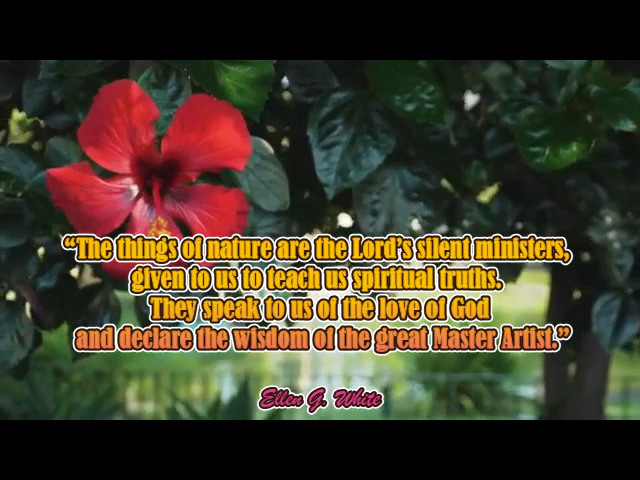 “The things of nature are the Lord’s silent ministers,
given to us to teach us spiritual truths.
They speak to us of the love of God
and declare the wisdom of the great Master Artist.”
Ellen G. White